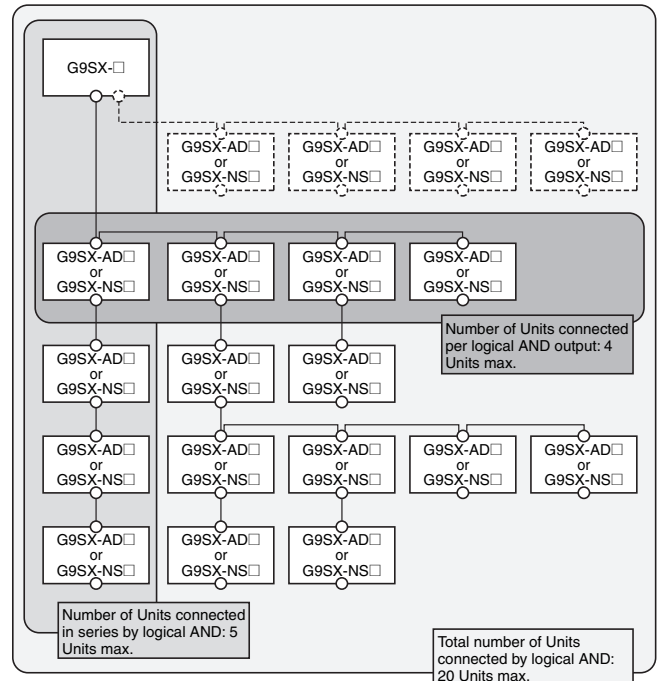 G9SX-□
G9SX-AD□ G9SX-AD□ G9SX-AD□ G9SX-AD□
or or or or
G9SX-NS□ G9SX-NS□ G9SX-NS□ G9SX-NS□
G9SX-AD□ G9SX-AD□ G9SX-AD□ G9SX-AD□
or or or or
G9SX-NS□ G9SX-NS□ G9SX-NS□ G9SX-NS□
Number of Units connected
per logical AND output: 4
Units max.
G9SX-AD□ G9SX-AD□ G9SX-AD□
or or or
G9SX-NS□ G9SX-NS□ G9SX-NS□
G9SX-AD□ G9SX-AD□ G9SX-AD□ G9SX-AD□ G9SX-AD□
or or or or or
G9SX-NS□ G9SX-NS□ G9SX-NS□ G9SX-NS□ G9SX-NS□
G9SX-AD□ G9SX-AD□ G9SX-AD□
or or or
G9SX-NS□ G9SX-NS□ G9SX-NS□
Number of Units connected
in series by logical AND: 5
Units max.
Total number of Units
connected by logical AND:
20 Units max.